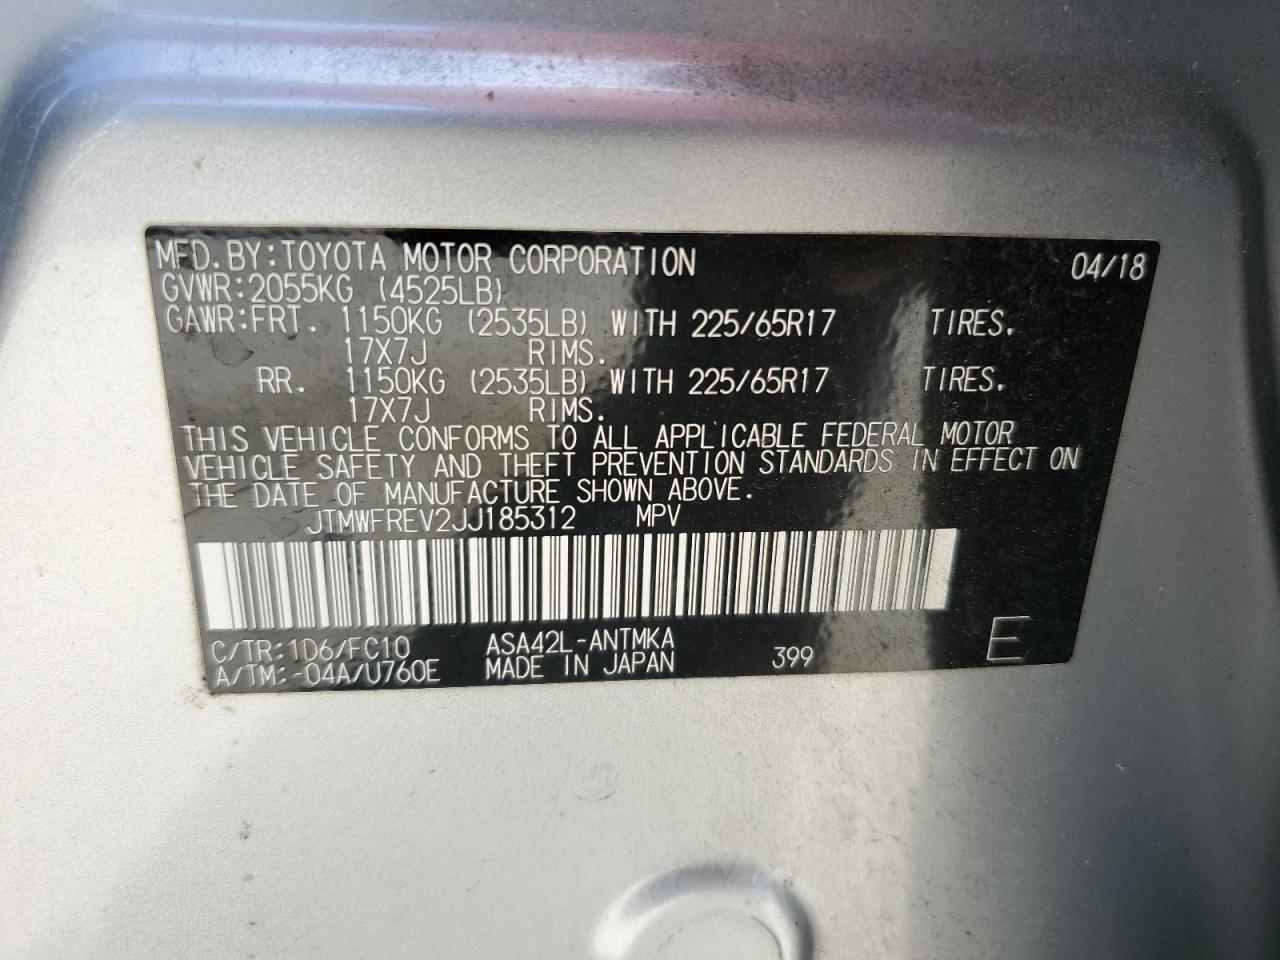 MFD.BY:TOYOTA MOTOR CORPORATION 04/18
GVWR:2055KG (4525LB)
GAWR:FRT. 1150KG (2535LB) WITH 225/65R17 TIRES.
17X7J RIMS.
RR. 1150KG (2535LB) WITH 225/65R17 TIRES.
17X7J RIMS.
THIS VEHICLE CONFORMS TO ALL APPLICABLE FEDERAL MOTOR
VEHICLE SAFETY AND THEFT PREVENTION STANDARDS IN EFFECT ON
THE DATE OF MANUFACTURE SHOWN ABOVE.
JTMWFREV2JJ185312 MPV
C/TR:1D6/FC10 ASA42L-ANTMKA
A/TM:-04A/U760E MADE IN JAPAN 399 E